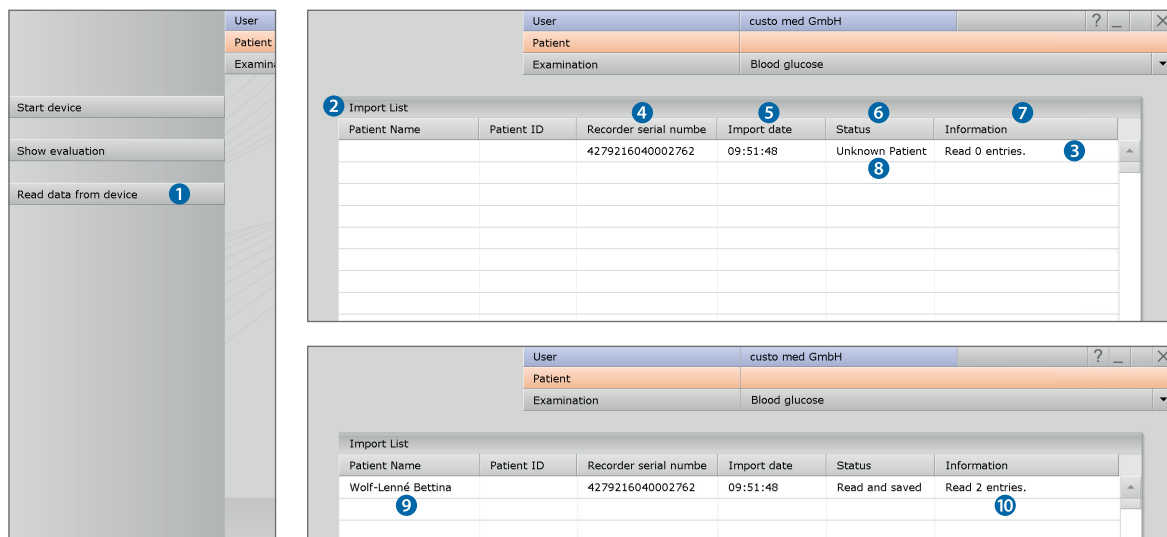 User
Patient
Examin
Start device
Show evaluation
Read data from device 1
User custo med GmbH ? _ X
Patient
Examination Blood glucose
2 Import List 4 5 6 7
Patient Name Patient ID Recorder serial numbe Import date Status Information
4279216040002762 09:51:48 Unknown Patient Read 0 entries. 3
8
User custo med GmbH ? _ X
Patient
Examination Blood glucose
Import List
Patient Name Patient ID Recorder serial numbe Import date Status Information
Wolf-Lenné Bettina 4279216040002762 09:51:48 Read and saved Read 2 entries.
9 10